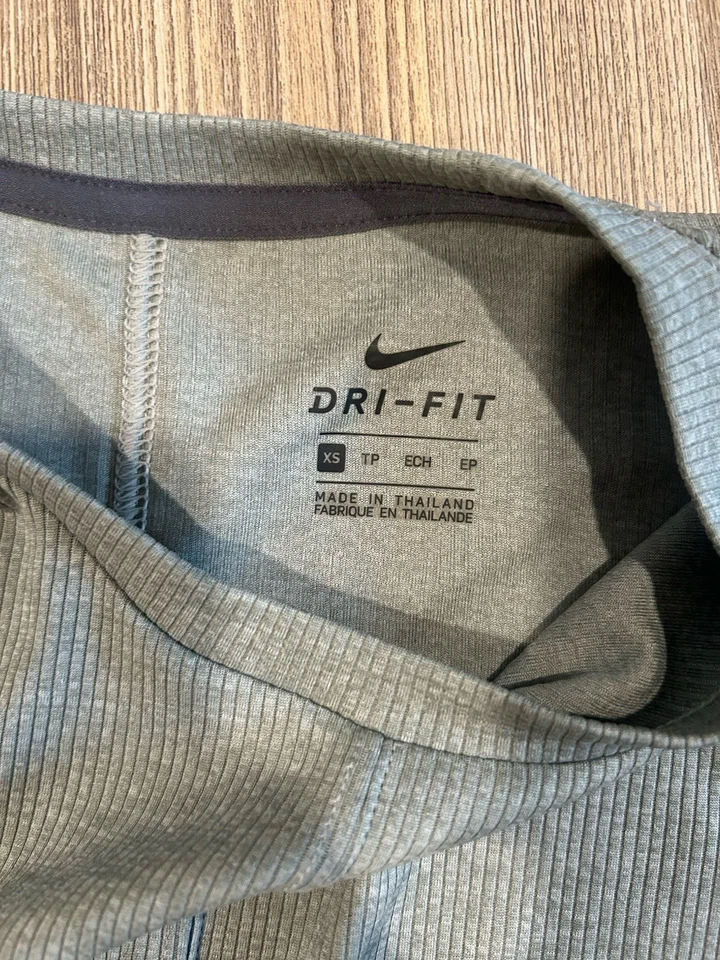 DRI-FIT
XS TP ECH EP
MADE IN THAILAND
FABRIQUE EN THAILANDE